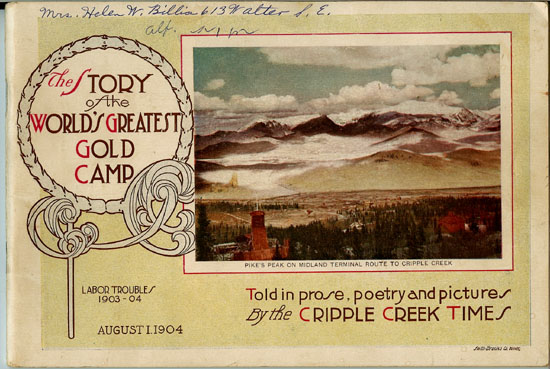 Mrs. Helen W. Billia 613 Walter S. E.
The Story
of the
World's Greatest
Gold
Camp
PIKE'S PEAK ON MIDLAND TERMINAL ROUTE TO CRIPPLE CREEK
LABOR TROUBLES
1903-04
AUGUST 1. 1904
Told in prose, poetry and pictures
By the CRIPPLE CREEK TIMES